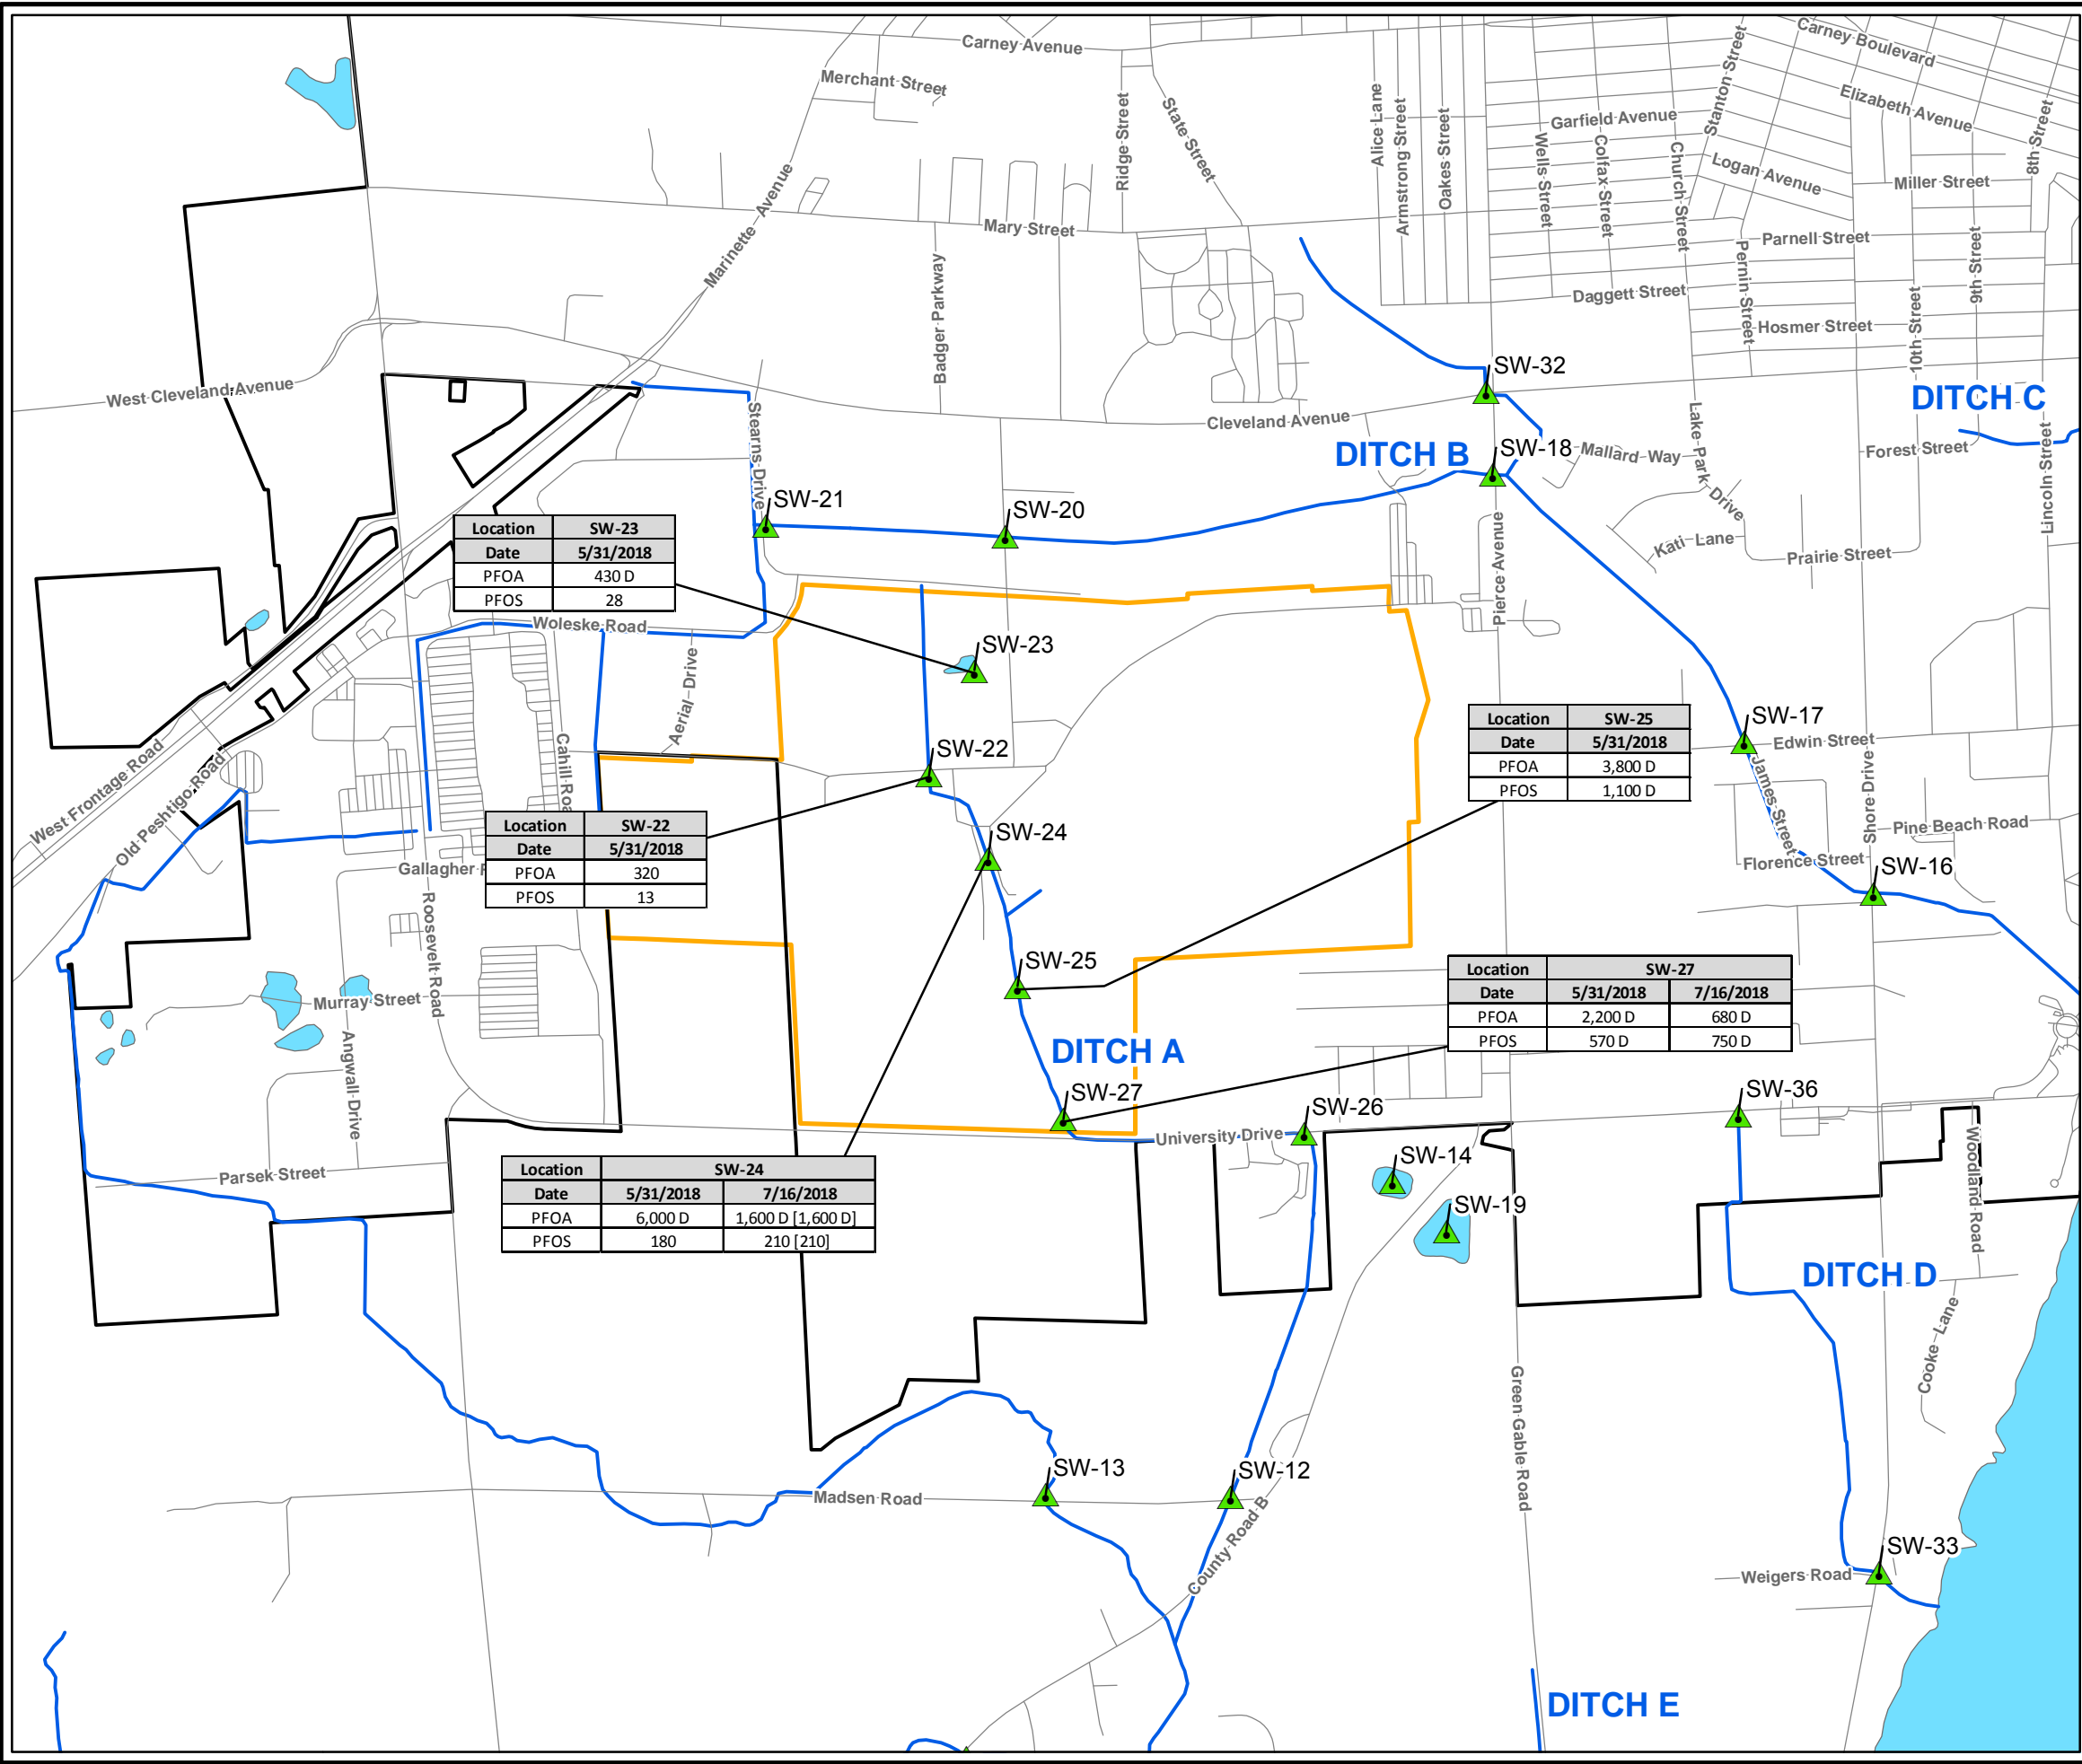 Carney Avenue
Carney Boulevard
Merchant Street
Elizabeth Avenue
Stanton Street
8th Street
State Street
Ridge Street
Alice Lane
Armstrong Street
Oakes Street
Garfield Avenue
Wells Street
Colfax Street
Church Street
Logan Avenue
Miller Street
Marinette Avenue
Mary Street
Parnell Street
Pernin Street
9th Street
10th Street
Daggett Street
Hosmer Street
Badger Parkway
West Cleveland Avenue
SW-32
DITCH C
Cleveland Avenue
Stearns Drive
Lake Park Drive
Lincoln Street
DITCH B
SW-18
Mallard Way
Forest Street
SW-21
SW-20
Location SW-23
Date 5/31/2018
PFOA 430 D
PFOS 28
Kati Lane
Prairie Street
Pierce Avenue
Woleske Road
SW-23
Aerial Drive
Location SW-25
Date 5/31/2018
PFOA 3,800 D
PFOS 1,100 D
SW-17
Edwin Street
West Frontage Road
Old Peshtigo Road
Cahill Roa
SW-22
James Street
Shore Drive
Location SW-22
Date 5/31/2018
PFOA 320
PFOS 13
SW-24
Pine Beach Road
Florence Street
SW-16
Gallagher
Roosevelt Road
SW-25
Murray Street
Location SW-27
Date 5/31/2018 7/16/2018
PFOA 2,200 D 680 D
PFOS 570 D 750 D
Angwall Drive
DITCH A
SW-27
SW-26
SW-36
University Drive
Woodland Road
SW-14
Parsek Street
Location SW-24
Date 5/31/2018 7/16/2018
PFOA 6,000 D 1,600 D [1,600 D]
PFOS 180 210 [210]
SW-19
DITCH D
Cooke Lane
Green Gable Road
SW-13
SW-12
Madsen Road
County Road B
SW-33
Weigers Road
DITCH E